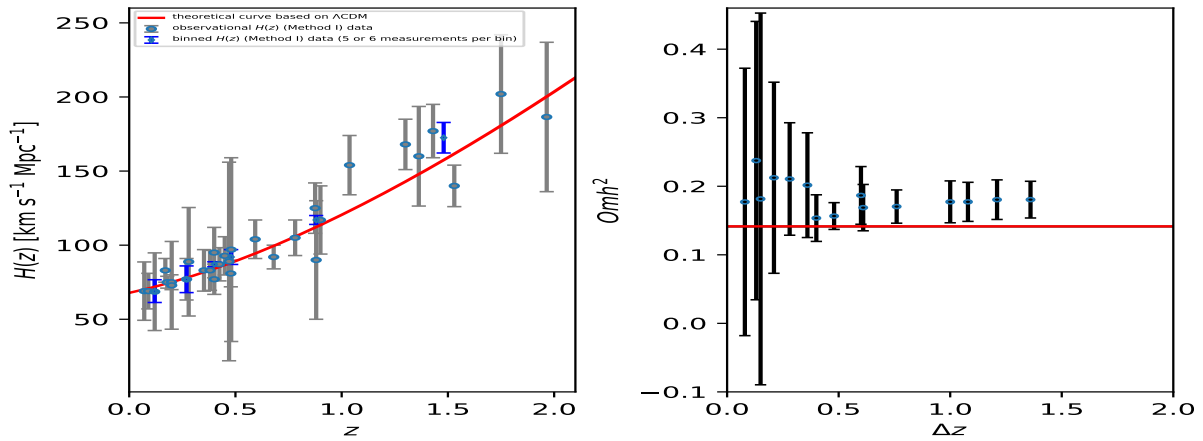 theoretical curve based on ΛCDM
observational H(z) (Method I) data
binned H(z) (Method I) data (5 or 6 measurements per bin)
250
200
150
100
50
H(z) [km s⁻¹ Mpc⁻¹]
0.0 0.5 1.0 1.5 2.0
z
0.4
0.3
0.2
0.1
0.0
−0.1
Omh²
0.0 0.5 1.0 1.5 2.0
Δz